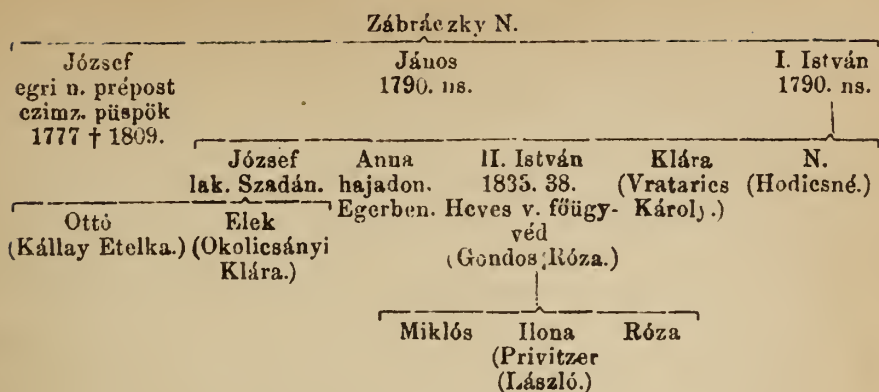 Zábráczky N.
József János I. István
egri n. prépost 1790. ns. 1790. ns.
czimz. püspök
1777 † 1809.
József Anna II. István Klára N.
lak. Szadán. hajadon. 1835. 38. (Vratarics (Hodicsné.)
Egerben. Heves v. főügy- Károly.)
Ottó Elek véd
(Kállay Etelka.) (Okolicsányi (Gondos Róza.)
Klára.)
Miklós Ilona Róza
(Privitzer
(László.)